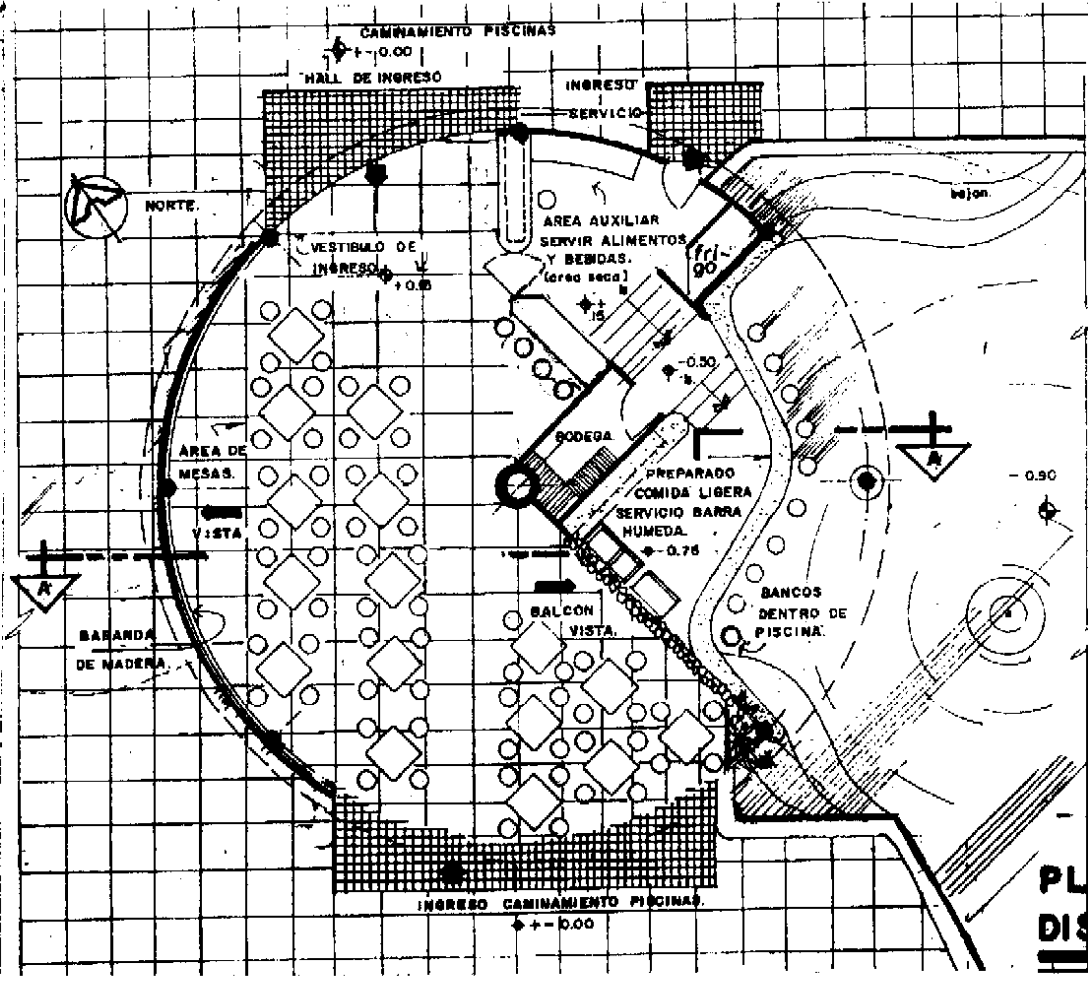 CAMINAMIENTO PISCINAS
+-0.00
HALL DE INGRESO
INGRESO
SERVICIO
NORTE.
bajan.
AREA AUXILIAR
SERVIR ALIMENTOS
Y BEBIDAS.
(area seca)
VESTIBULO DE
INGRESO
fri-
go
b
+
.15
-0.50
b
BODEGA.
AREA DE
MESAS.
A'
PREPARADO
COMIDA LIGERA
SERVICIO BARRA
HUMEDA.
-0.75
-0.90
VISTA
A'
BALCON
VISTA.
BANCOS
DENTRO DE
PISCINA.
BARANDA
DE MADERA.
INGRESO CAMINAMIENTO PISCINAS.
+-0.00
PL
DIS